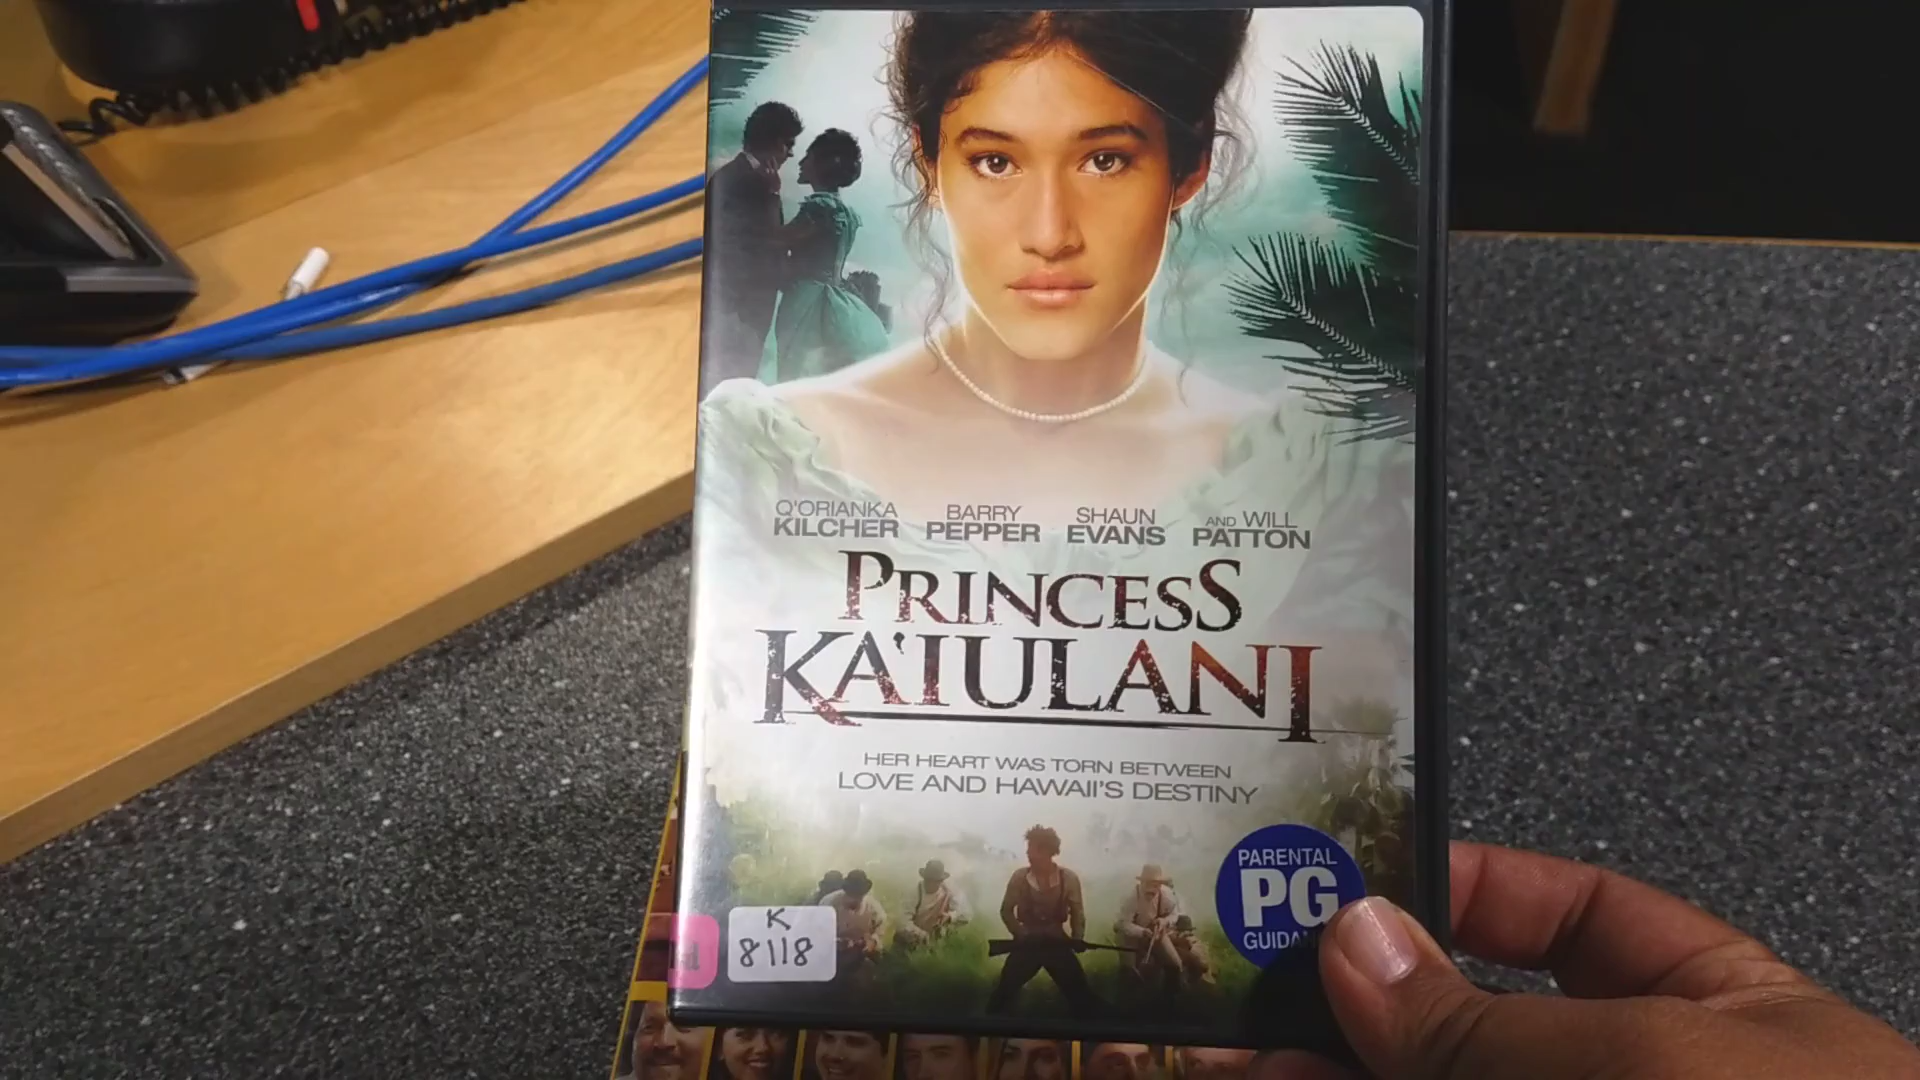 Q'ORIANKA KILCHER
BARRY PEPPER
SHAUN EVANS
AND WILL PATTON
PRINCESS
KA'IULANI
HER HEART WAS TORN BETWEEN
LOVE AND HAWAII'S DESTINY
PARENTAL
PG
K
8118